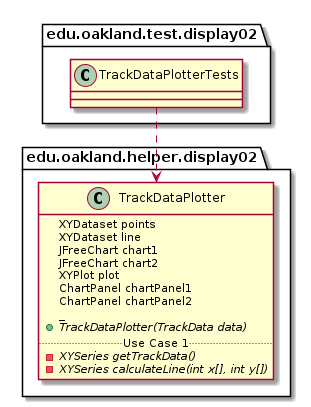 edu.oakland.test.display02
C TrackDataPlotterTests
edu.oakland.helper.display02
C TrackDataPlotter
XYDataset points
XYDataset line
JFreeChart chart1
JFreeChart chart2
XYPlot plot
ChartPanel chartPanel1
ChartPanel chartPanel2
_
TrackDataPlotter(TrackData data)
Use Case 1
XYSeries getTrackData()
XYSeries calculateLine(int x[], int y[])